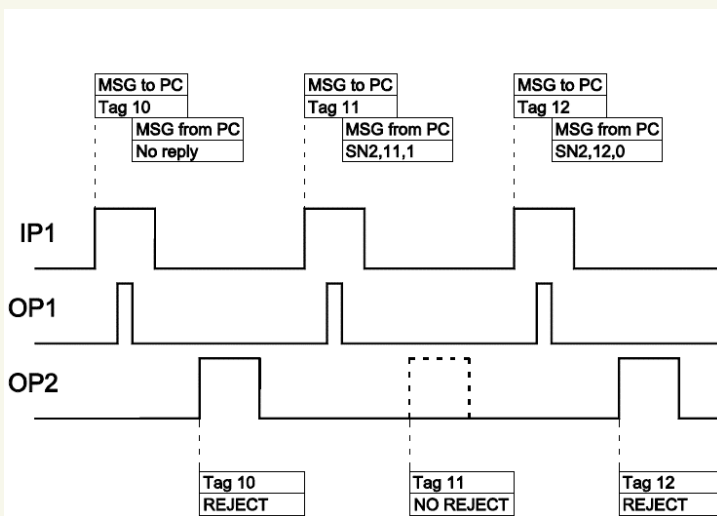 MSG to PC
Tag 10
MSG from PC
No reply
MSG to PC
Tag 11
MSG from PC
SN2,11,1
MSG to PC
Tag 12
MSG from PC
SN2,12,0
IP1
OP1
OP2
Tag 10
REJECT
Tag 11
NO REJECT
Tag 12
REJECT